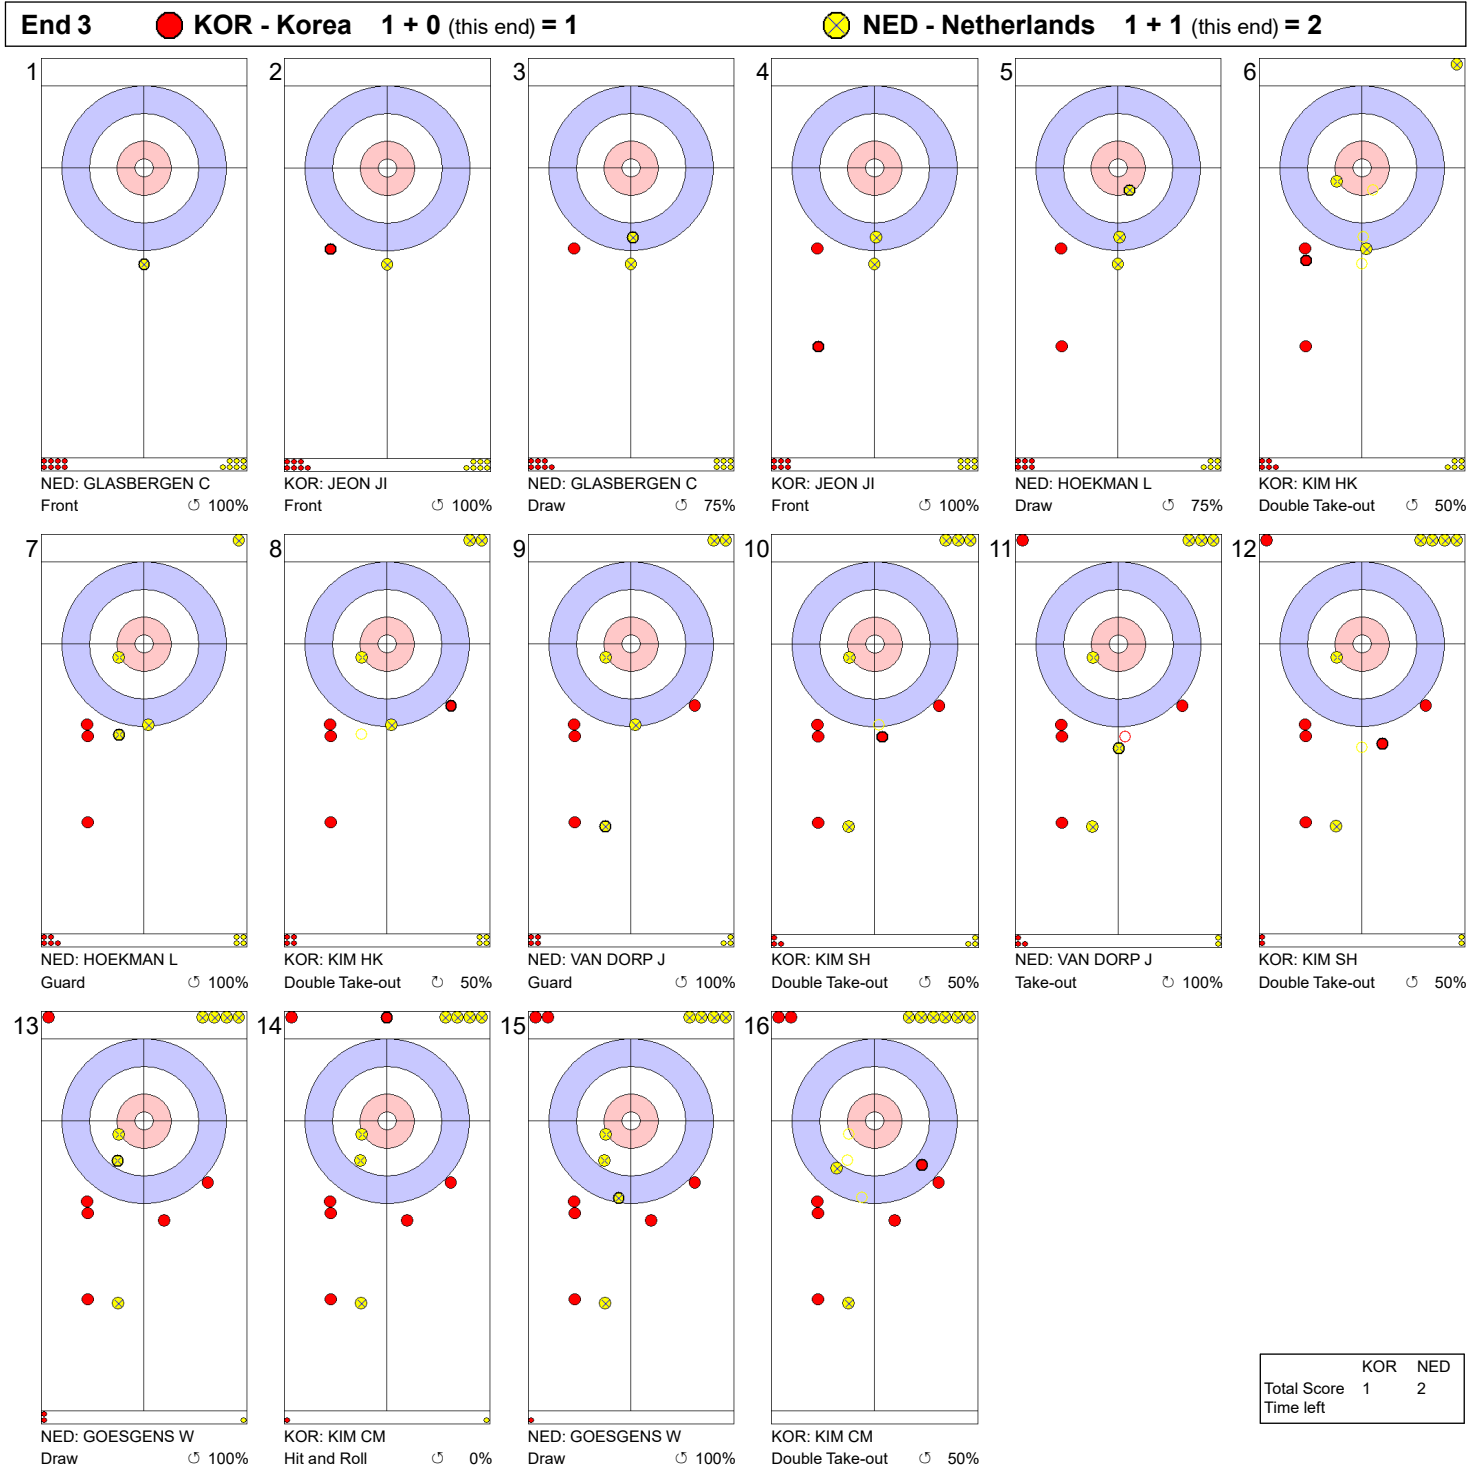 End 3 KOR - Korea 1 + 0 (this end) = 1 NED - Netherlands 1 + 1 (this end) = 2
1 2 3 4 5 6
NED: GLASBERGEN C KOR: JEON JI NED: GLASBERGEN C KOR: JEON JI NED: HOEKMAN L KOR: KIM HK
Front ↺ 100% Front ↺ 100% Draw ↺ 75% Front ↺ 100% Draw ↺ 75% Double Take-out ↺ 50%
7 8 9 10 11 12
NED: HOEKMAN L KOR: KIM HK NED: VAN DORP J KOR: KIM SH NED: VAN DORP J KOR: KIM SH
Guard ↺ 100% Double Take-out ↻ 50% Guard ↺ 100% Double Take-out ↺ 50% Take-out ↺ 100% Double Take-out ↺ 50%
13 14 15 16
KOR NED
Total Score 1 2
Time left
NED: GOESGENS W KOR: KIM CM NED: GOESGENS W KOR: KIM CM
Draw ↺ 100% Hit and Roll ↺ 0% Draw ↺ 100% Double Take-out ↺ 50%